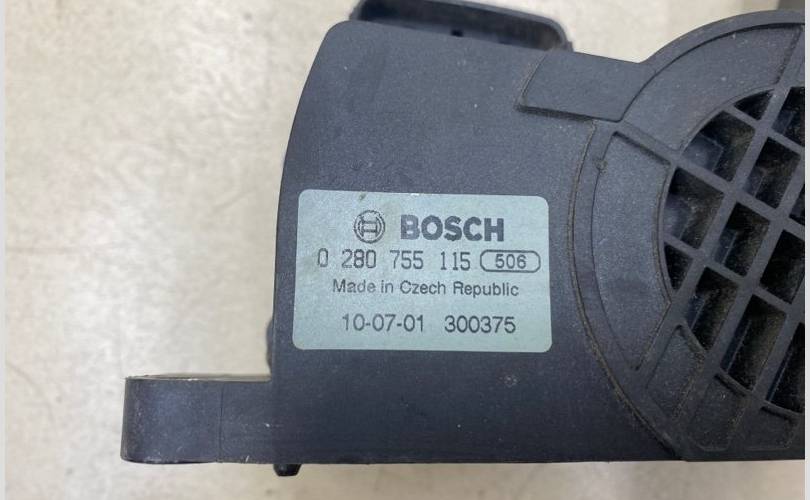 BOSCH
0 280 755 115 506
Made in Czech Republic
10-07-01 300375